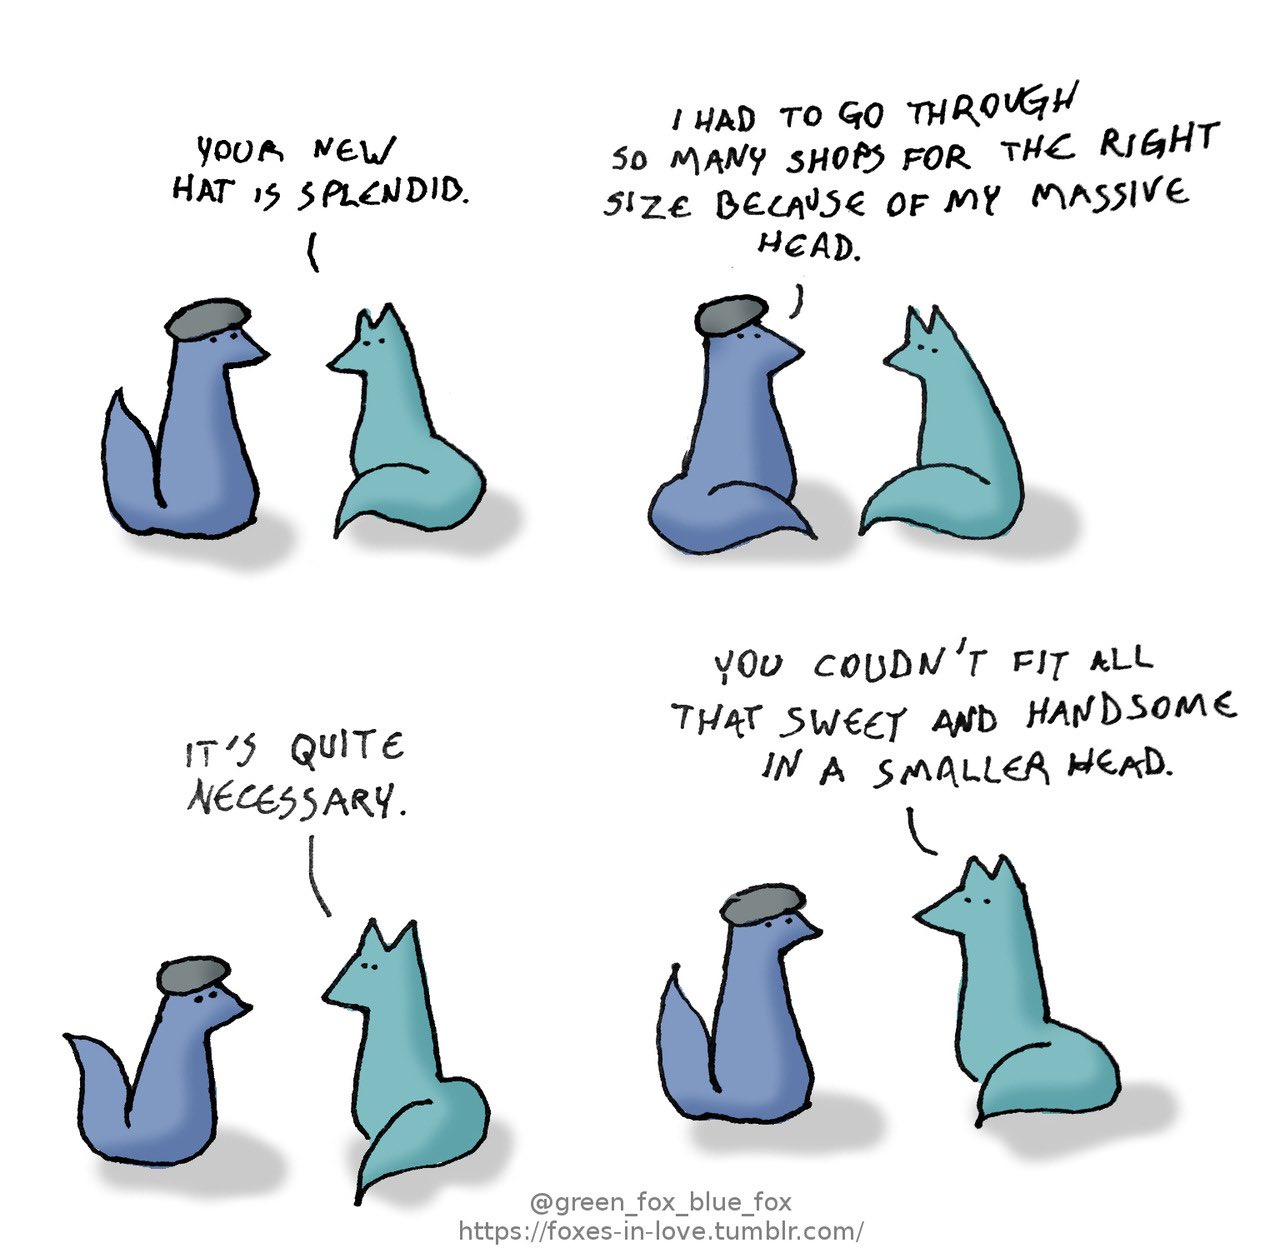 YOUR NEW
HAT IS SPLENDID.
I HAD TO GO THROUGH
SO MANY SHOPS FOR THE RIGHT
SIZE BECAUSE OF MY MASSIVE
HEAD.
IT'S QUITE
NECESSARY.
YOU COUDN'T FIT ALL
THAT SWEET AND HANDSOME
IN A SMALLER HEAD.
@green_fox_blue_fox
https://foxes-in-love.tumblr.com/